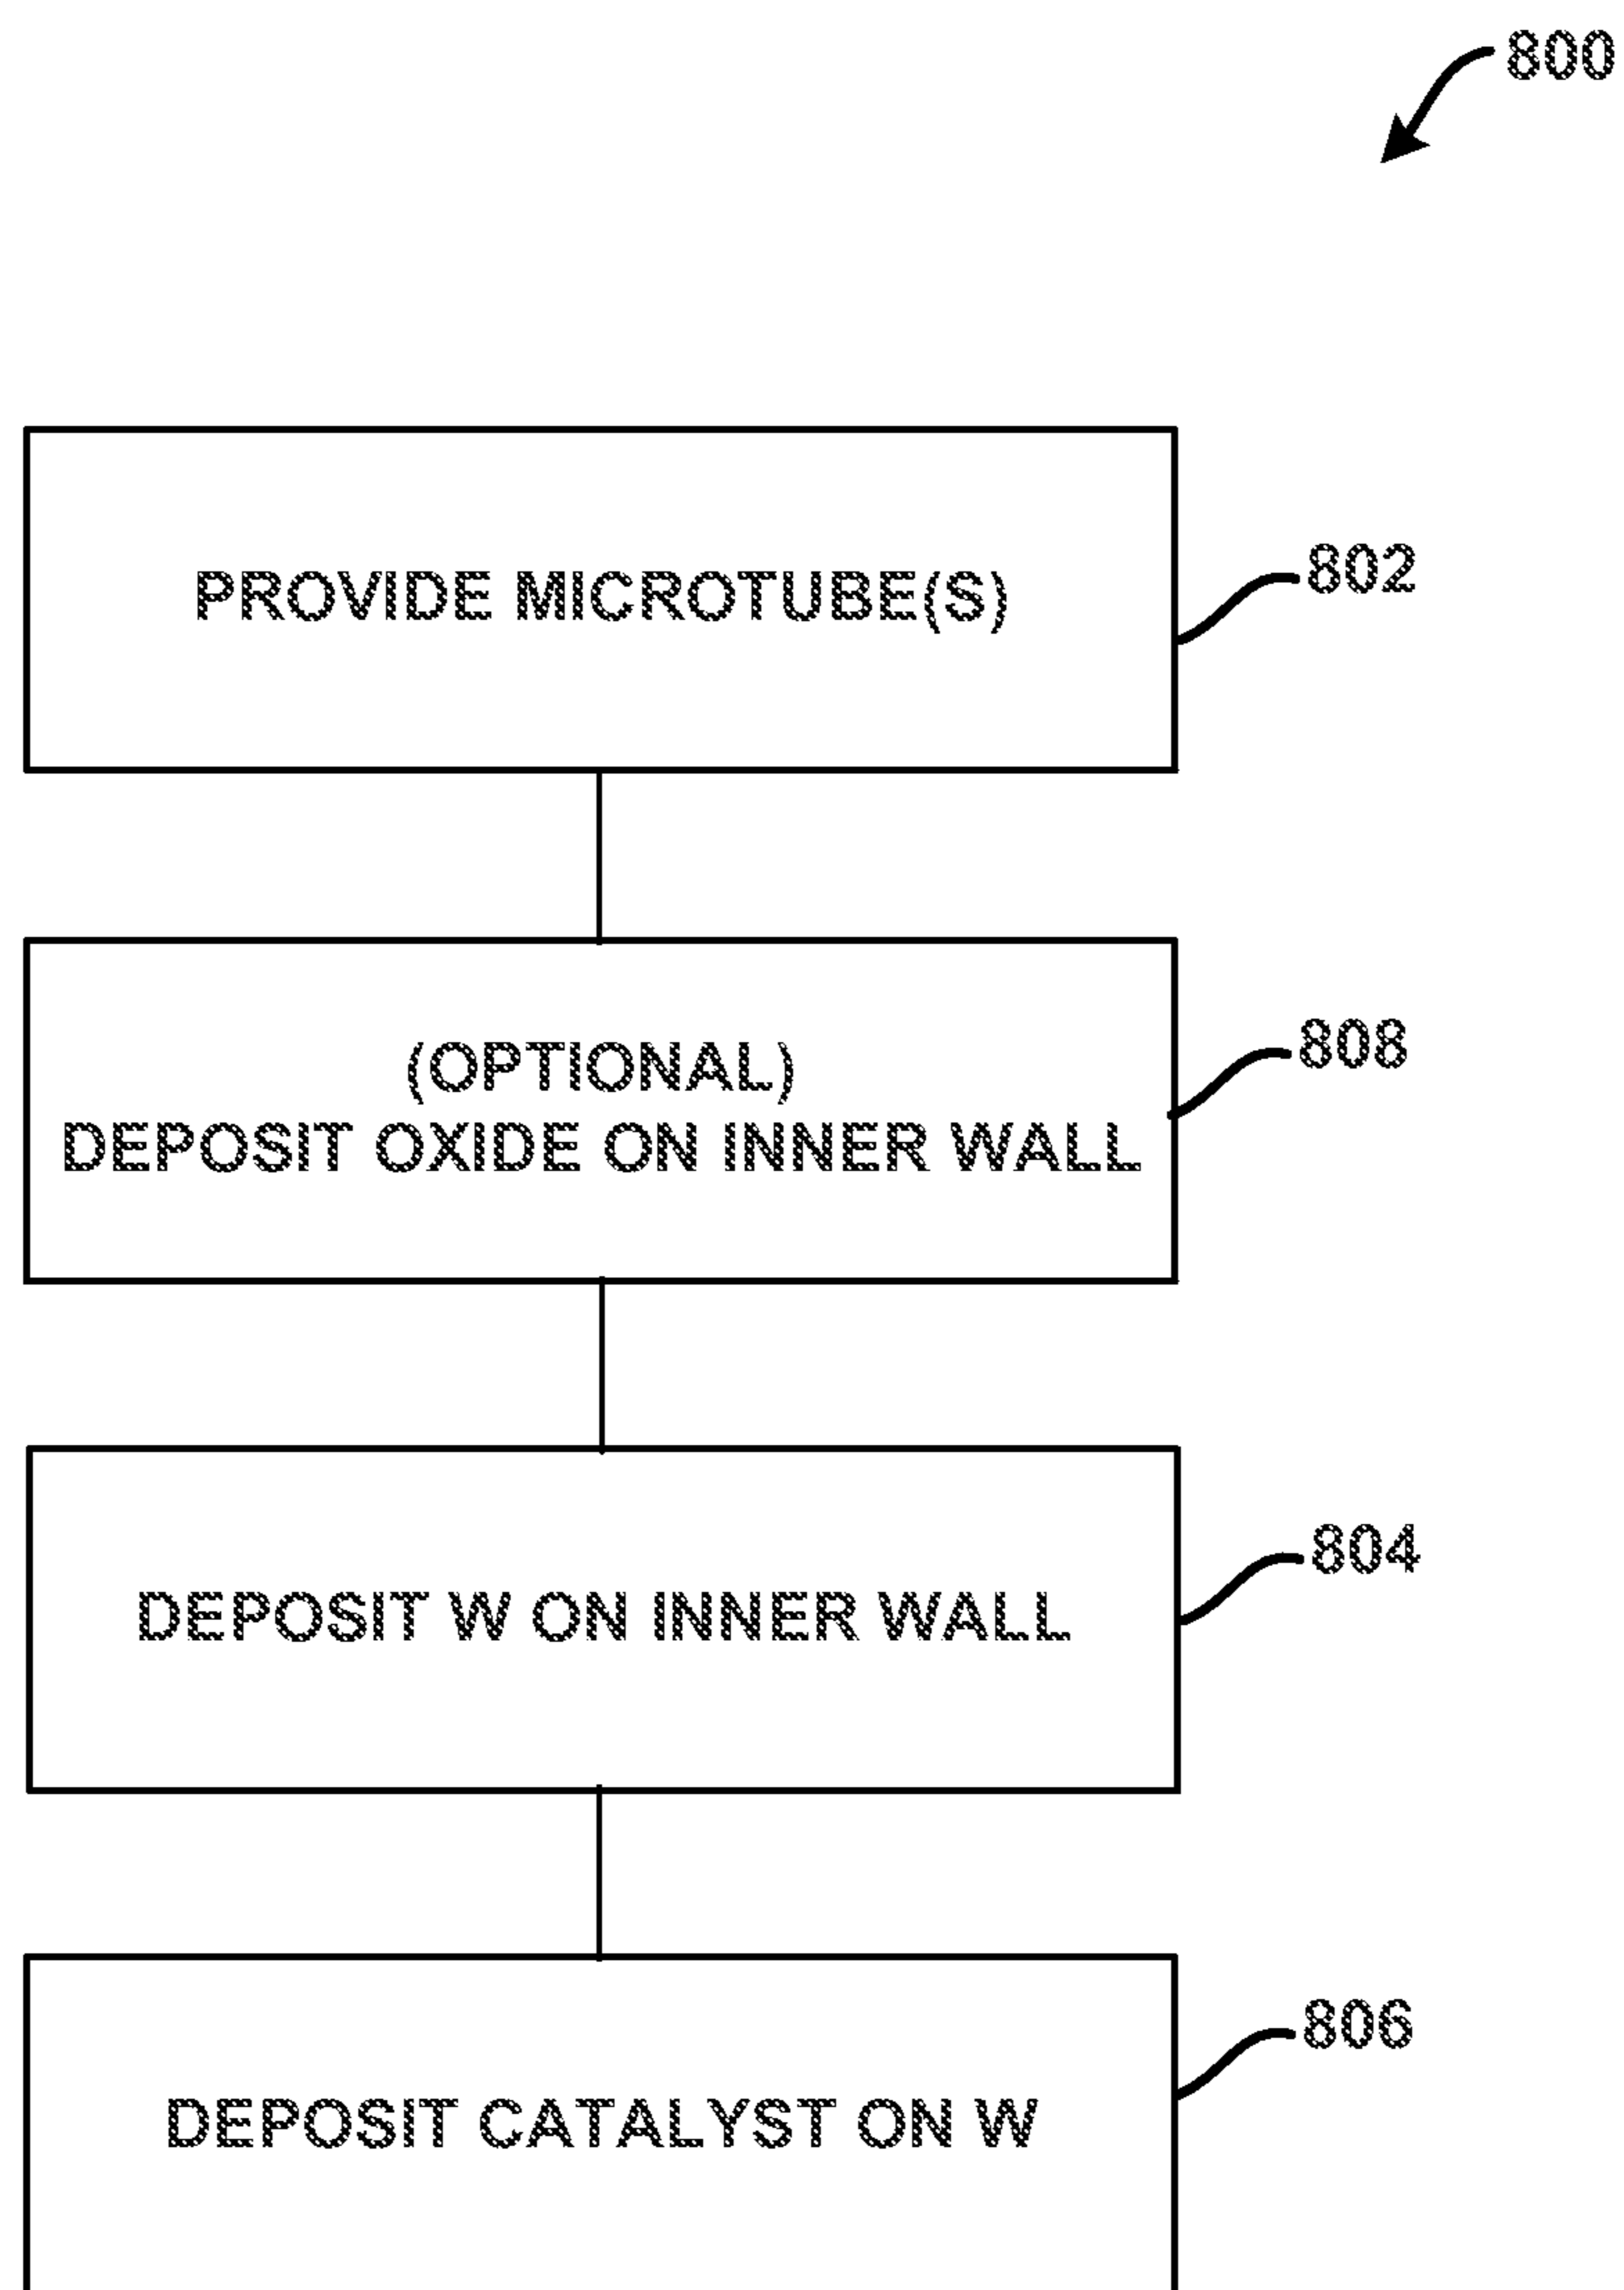 800
PROVIDE MICROTUBE(S)
802
(OPTIONAL)
DEPOSIT OXIDE ON INNER WALL
808
DEPOSIT W ON INNER WALL
804
DEPOSIT CATALYST ON W
806